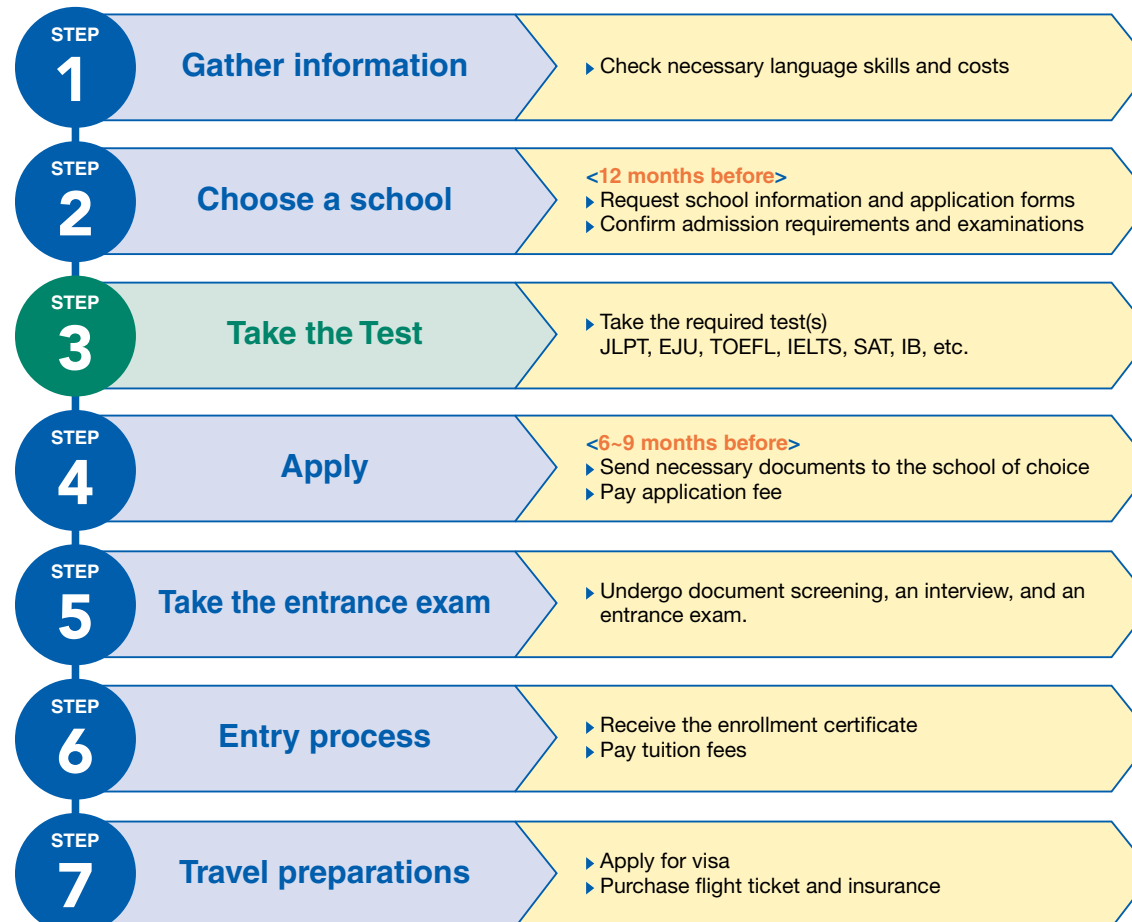 STEP
1
Gather information
▶ Check necessary language skills and costs
STEP
2
Choose a school
<12 months before>
▶ Request school information and application forms
▶ Confirm admission requirements and examinations
STEP
3
Take the Test
▶ Take the required test(s)
JLPT, EJU, TOEFL, IELTS, SAT, IB, etc.
STEP
4
Apply
<6~9 months before>
▶ Send necessary documents to the school of choice
▶ Pay application fee
STEP
5
Take the entrance exam
▶ Undergo document screening, an interview, and an
entrance exam.
STEP
6
Entry process
▶ Receive the enrollment certificate
▶ Pay tuition fees
STEP
7
Travel preparations
▶ Apply for visa
▶ Purchase flight ticket and insurance